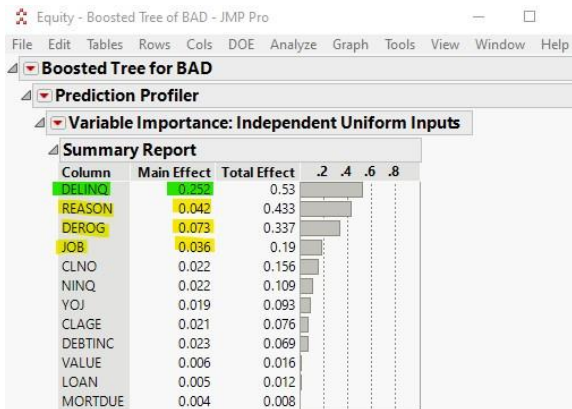 Equity - Boosted Tree of BAD - JMP Pro
File Edit Tables Rows Cols DOE Analyze Graph Tools View Window Help
Boosted Tree for BAD
Prediction Profiler
Variable Importance: Independent Uniform Inputs
Summary Report
Column Main Effect Total Effect .2 .4 .6 .8
DELINQ 0.252 0.53
REASON 0.042 0.433
DEROG 0.073 0.337
JOB 0.036 0.19
CLNO 0.022 0.156
NINQ 0.022 0.109
YOJ 0.019 0.093
CLAGE 0.021 0.076
DEBTINC 0.023 0.069
VALUE 0.006 0.016
LOAN 0.005 0.012
MORTDUE 0.004 0.008